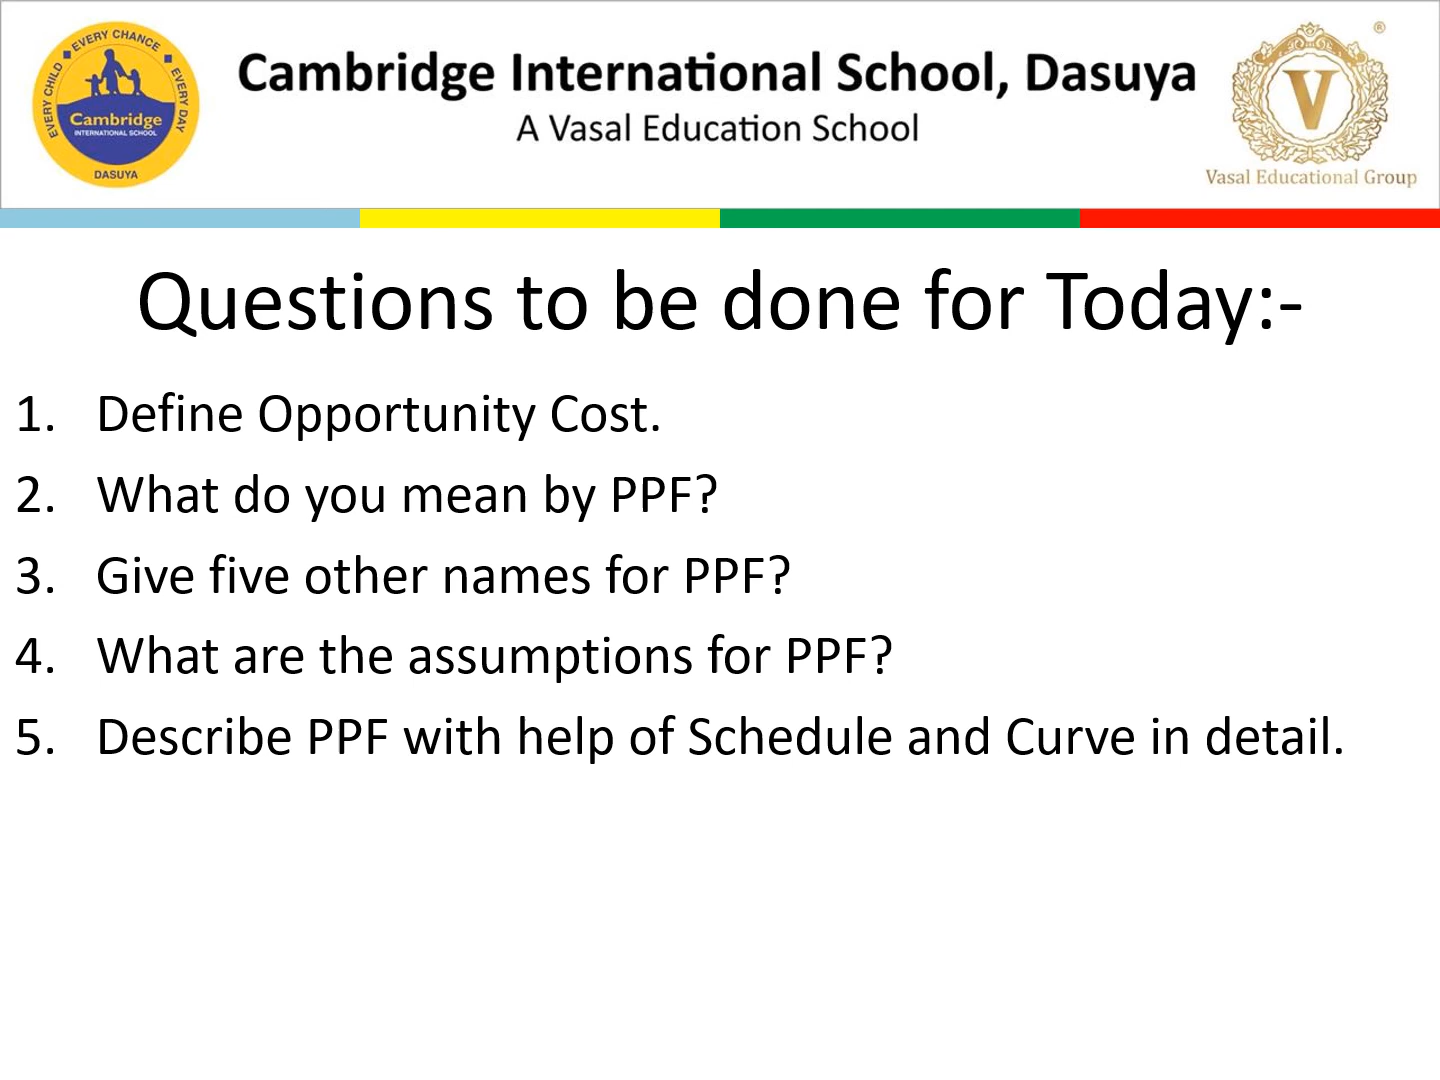 EVERY CHILD EVERY CHANCE EVERY DAY
Cambridge
INTERNATIONAL SCHOOL
DASUYA
Cambridge International School, Dasuya
A Vasal Education School
®
V
Vasal Educational Group
Questions to be done for Today:-
1. Define Opportunity Cost.
2. What do you mean by PPF?
3. Give five other names for PPF?
4. What are the assumptions for PPF?
5. Describe PPF with help of Schedule and Curve in detail.